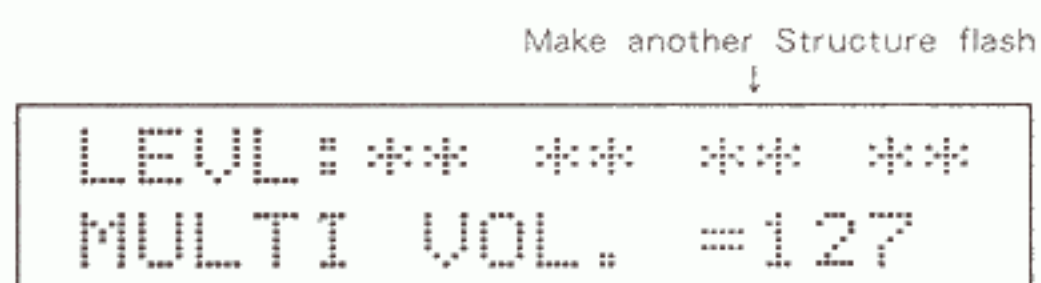 Make another Structure flash
↓
LEVL:** ** ** **
MULTI VOL. =127